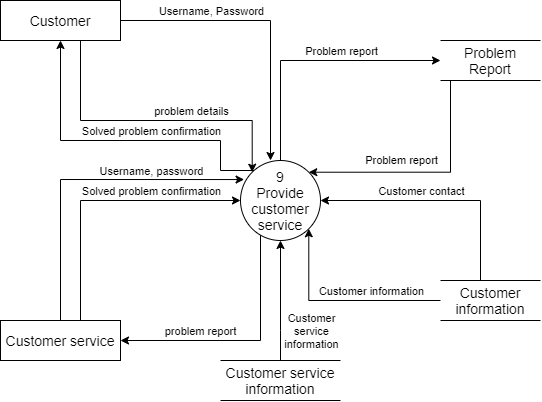 Username, Password
Customer
Problem report
Problem
Report
problem details
Solved problem confirmation
Problem report
Username, password
9
Provide
customer
service
Solved problem confirmation
Customer contact
Customer information
Customer
information
Customer
service
information
problem report
Customer service
Customer service
information